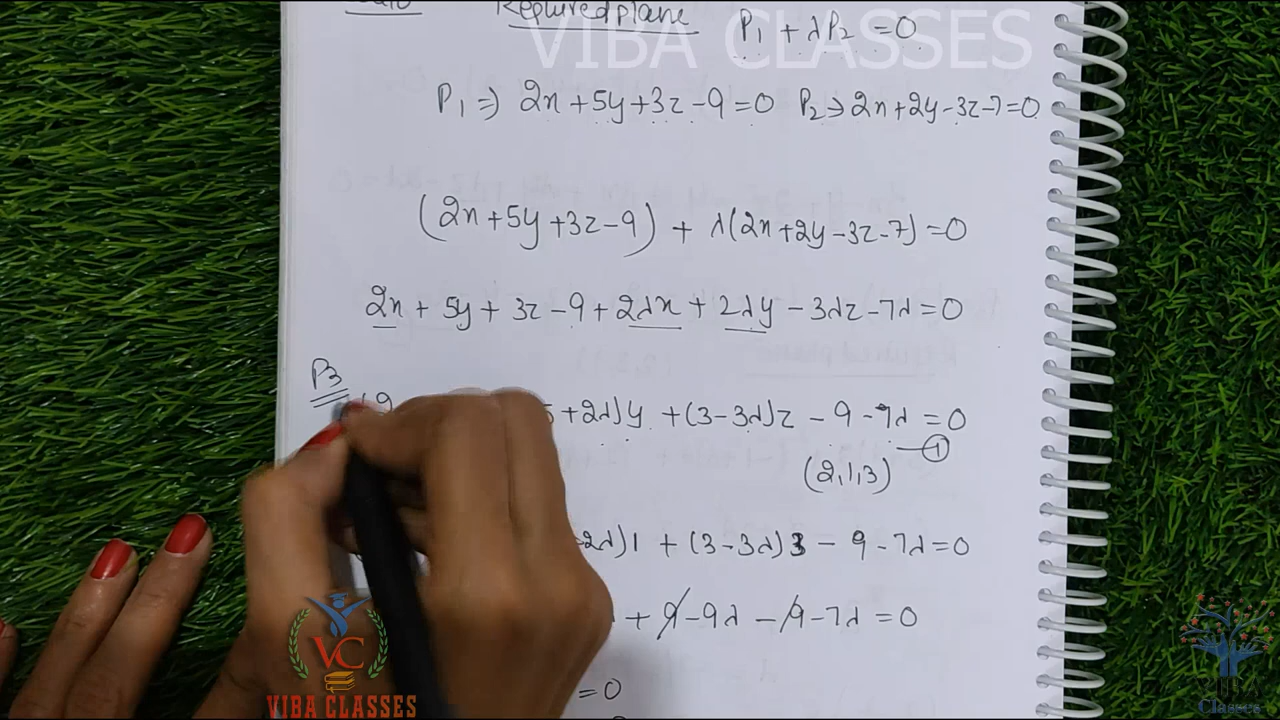 Required plane P1 + λP2 = 0
VIBA CLASSES
P1 ⇒ 2x + 5y + 3z - 9 = 0 P2 ⇒ 2x + 2y - 3z - 7 = 0
(2x + 5y + 3z - 9) + λ(2x + 2y - 3z - 7) = 0
2x + 5y + 3z - 9 + 2λx + 2λy - 3λz - 7λ = 0
P3
(2 + 2λ)y + (3 - 3λ)z - 9 - 7λ = 0
(2,1,3) ①
2λ)1 + (3 - 3λ)3 - 9 - 7λ = 0
+ 9 - 9λ - 9 - 7λ = 0
= 0
VC
VIBA CLASSES
VIBA
Classes